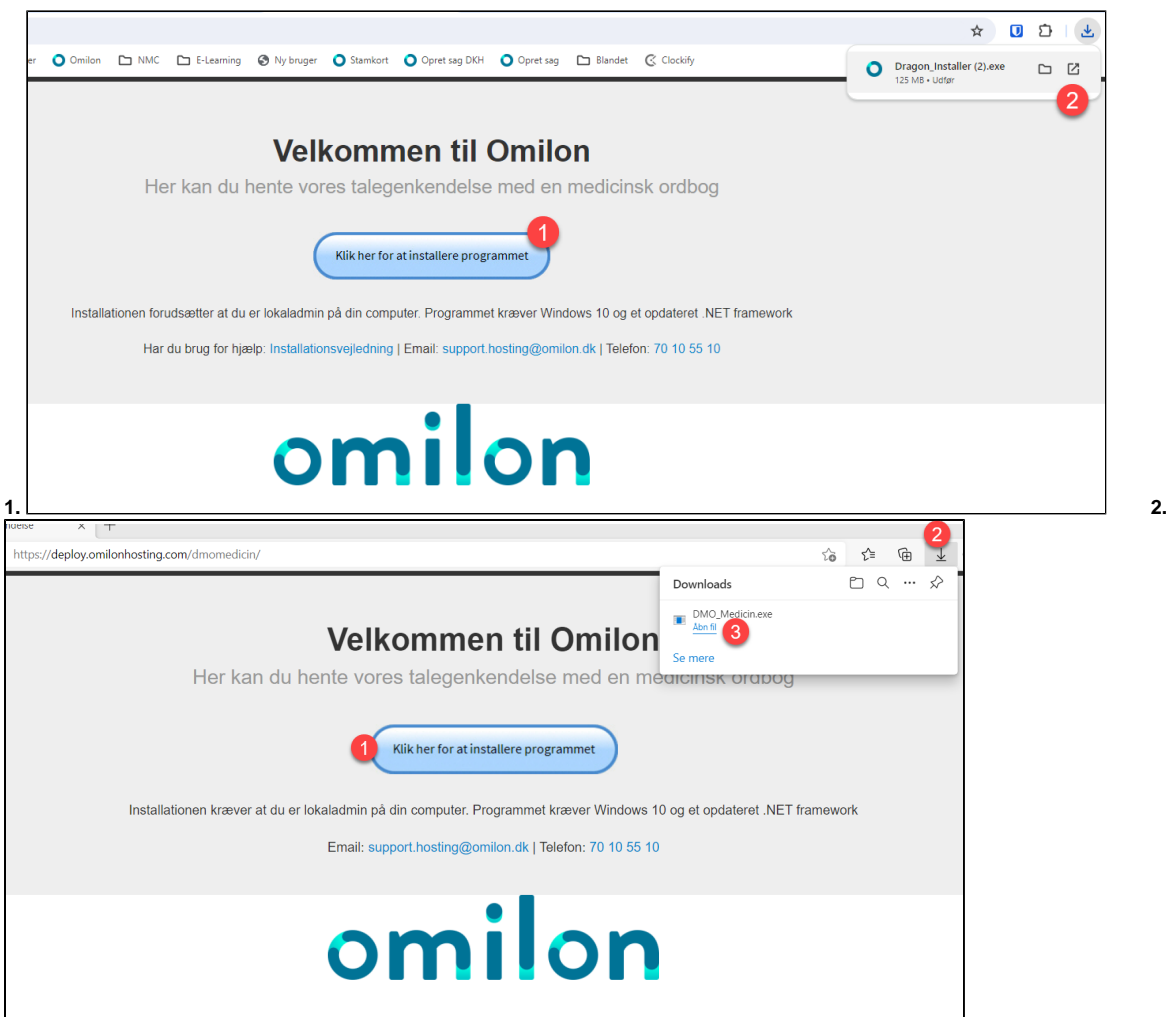 er Omilon NMC E-Learning Ny bruger Stamkort Opret sag DKH Opret sag Blandet Clockify
Dragon_Installer (2).exe
125 MB • Udfør
2
Velkommen til Omilon
Her kan du hente vores talegenkendelse med en medicinsk ordbog
1
Klik her for at installere programmet
Installationen forudsætter at du er lokaladmin på din computer. Programmet kræver Windows 10 og et opdateret .NET framework
Har du brug for hjælp: Installationsvejledning | Email: support.hosting@omilon.dk | Telefon: 70 10 55 10
omilon
1.
2.
ndelse
2
https://deploy.omilonhosting.com/dmomedicin/
Downloads
DMO_Medicin.exe
Åbn fil
3
Se mere
Velkommen til Omilon
Her kan du hente vores talegenkendelse med en medicinsk ordbog
1
Klik her for at installere programmet
Installationen kræver at du er lokaladmin på din computer. Programmet kræver Windows 10 og et opdateret .NET framework
Email: support.hosting@omilon.dk | Telefon: 70 10 55 10
omilon